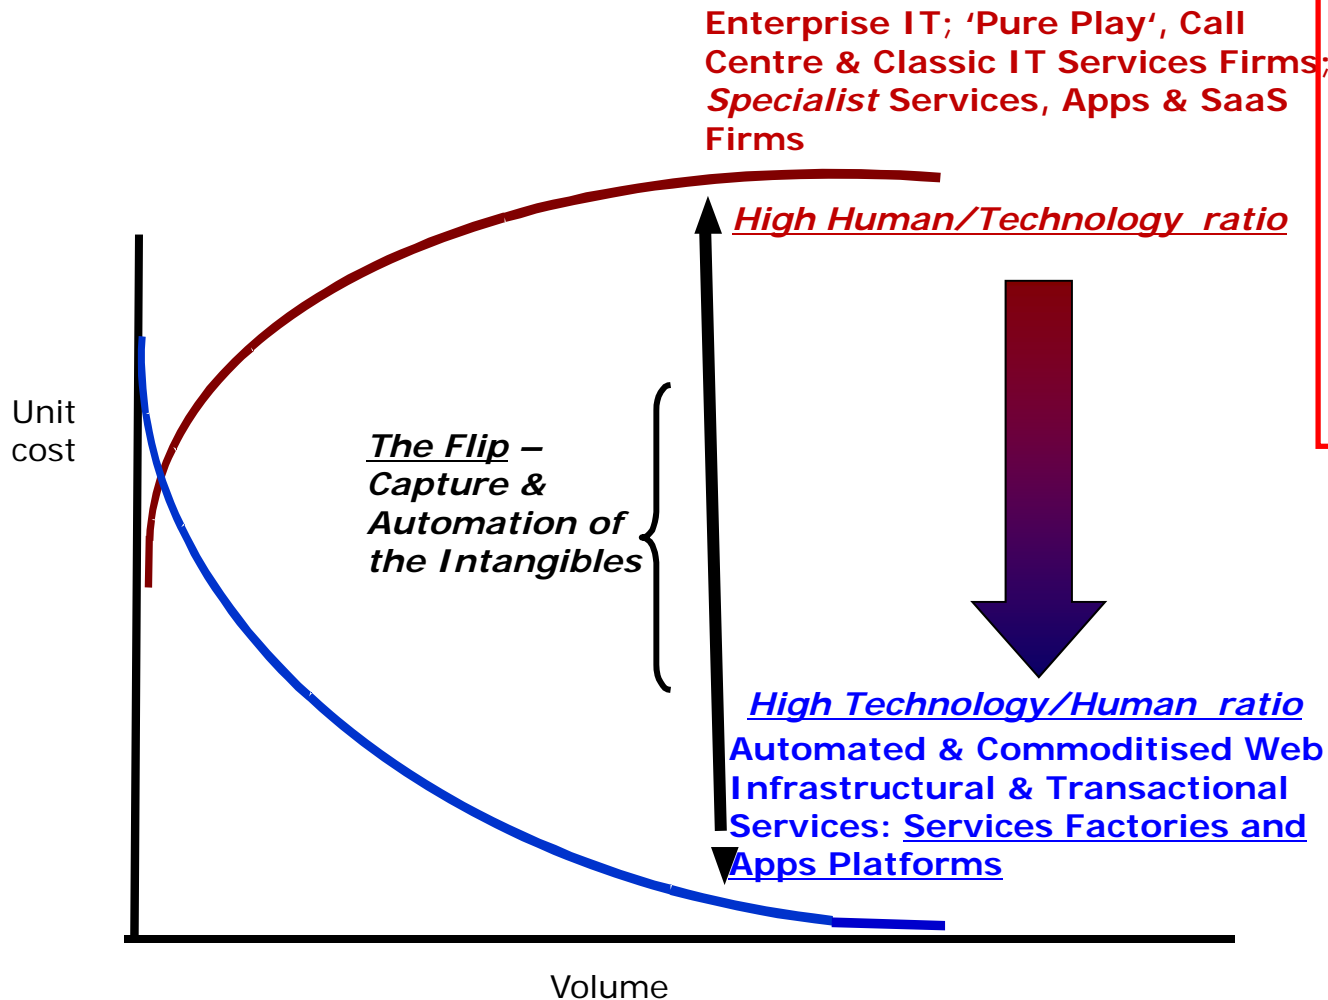 Enterprise IT; ‘Pure Play‘, Call
Centre & Classic IT Services Firms;
Specialist Services, Apps & SaaS
Firms
High Human/Technology ratio
Unit
cost
The Flip –
Capture &
Automation of
the Intangibles
High Technology/Human ratio
Automated & Commoditised Web
Infrastructural & Transactional
Services: Services Factories and
Apps Platforms
Volume